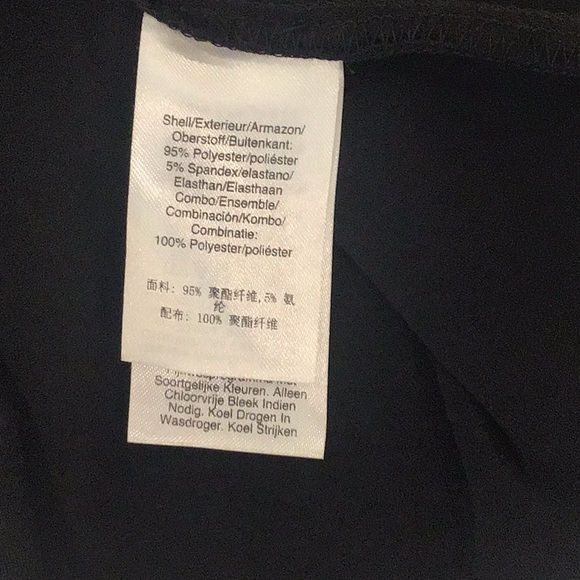 Shell/Exterieur/Armazon/
Oberstoff/Buitenkant:
95% Polyester/poliéster
5% Spandex/elastano/
Elasthan/Elasthaan
Combo/Ensemble/
Combinación/Kombo/
Combinatie:
100% Polyester/poliéster
面料: 95% 聚酯纤维,5% 氨
纶
配布: 100% 聚酯纤维
Soortgelijke Kleuren. Alleen
Chloorvrije Bleek Indien
Nodig. Koel Drogen In
Wasdroger. Koel Strijken